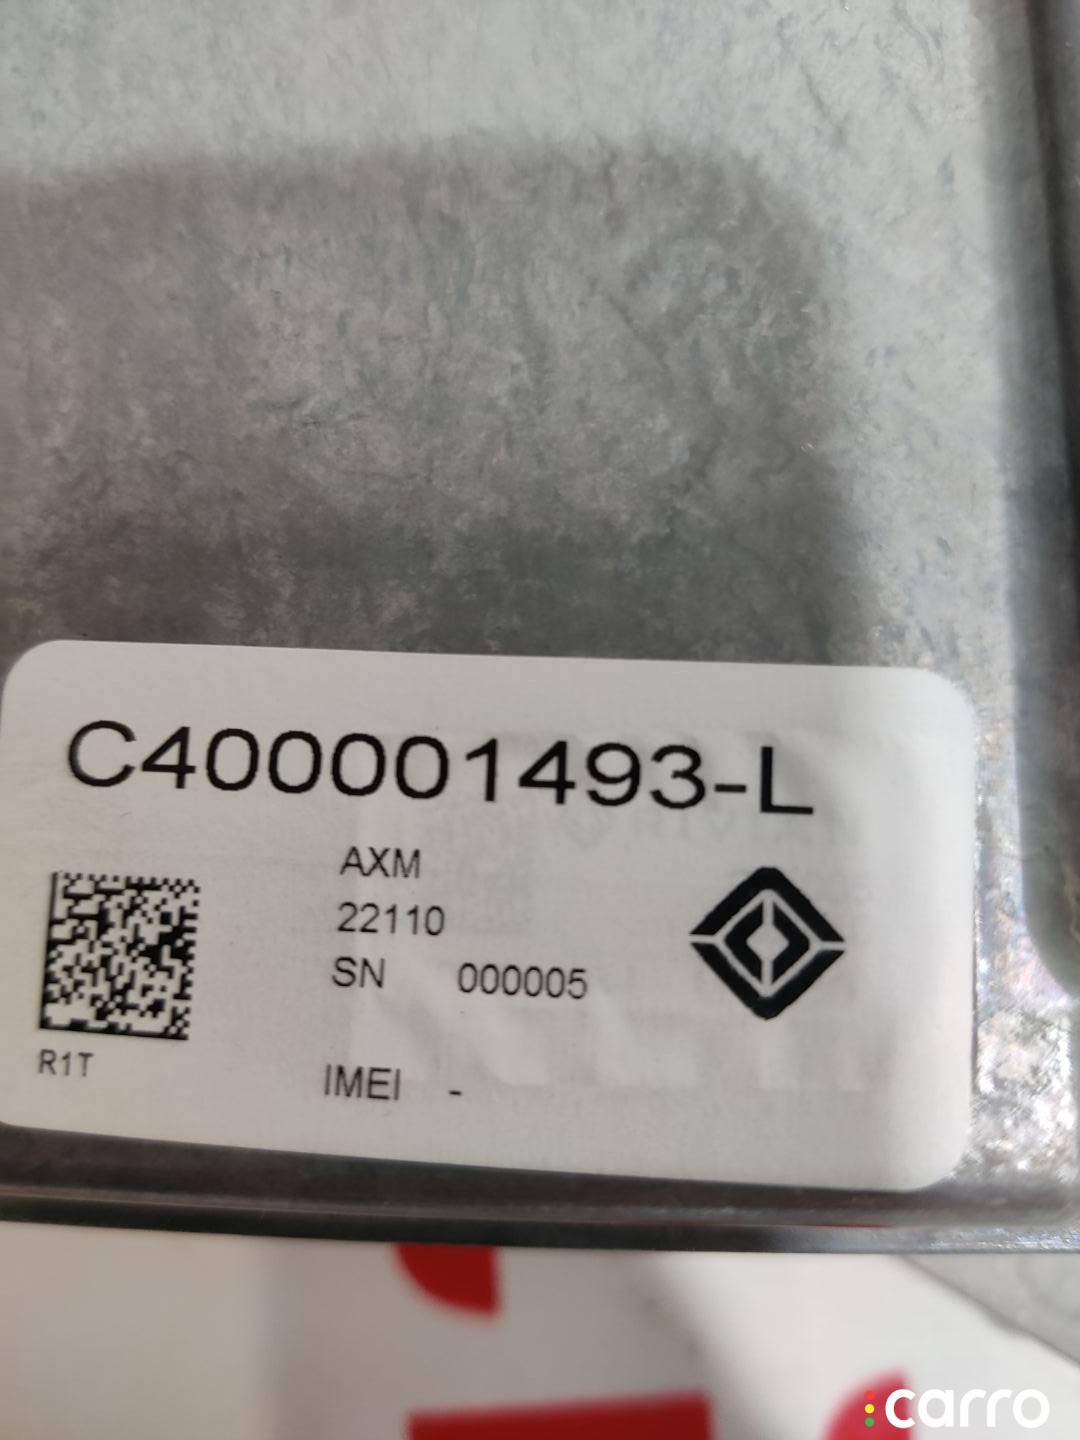 C400001493-L
AXM
22110
SN 000005
R1T
IMEI -
carro